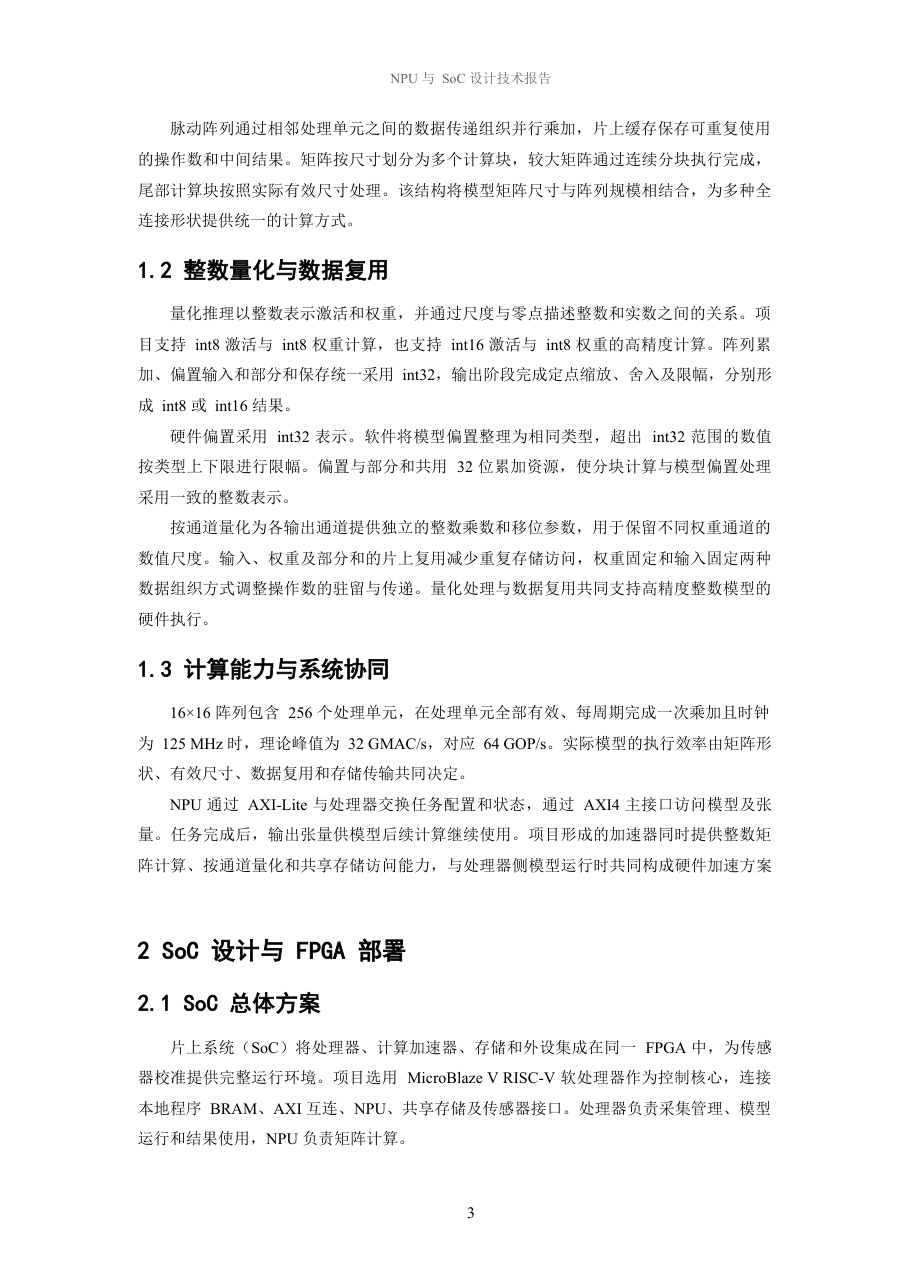 NPU 与 SoC 设计技术报告
脉动阵列通过相邻处理单元之间的数据传递组织并行乘加，片上缓存保存可重复使用
的操作数和中间结果。矩阵按尺寸划分为多个计算块，较大矩阵通过连续分块执行完成，
尾部计算块按照实际有效尺寸处理。该结构将模型矩阵尺寸与阵列规模相结合，为多种全
连接形状提供统一的计算方式。
1.2 整数量化与数据复用
量化推理以整数表示激活和权重，并通过尺度与零点描述整数和实数之间的关系。项
目支持 int8 激活与 int8 权重计算，也支持 int16 激活与 int8 权重的高精度计算。阵列累
加、偏置输入和部分和保存统一采用 int32，输出阶段完成定点缩放、舍入及限幅，分别形
成 int8 或 int16 结果。
硬件偏置采用 int32 表示。软件将模型偏置整理为相同类型，超出 int32 范围的数值
按类型上下限进行限幅。偏置与部分和共用 32 位累加资源，使分块计算与模型偏置处理
采用一致的整数表示。
按通道量化为各输出通道提供独立的整数乘数和移位参数，用于保留不同权重通道的
数值尺度。输入、权重及部分和的片上复用减少重复存储访问，权重固定和输入固定两种
数据组织方式调整操作数的驻留与传递。量化处理与数据复用共同支持高精度整数模型的
硬件执行。
1.3 计算能力与系统协同
16×16 阵列包含 256 个处理单元，在处理单元全部有效、每周期完成一次乘加且时钟
为 125 MHz 时，理论峰值为 32 GMAC/s，对应 64 GOP/s。实际模型的执行效率由矩阵形
状、有效尺寸、数据复用和存储传输共同决定。
NPU 通过 AXI-Lite 与处理器交换任务配置和状态，通过 AXI4 主接口访问模型及张
量。任务完成后，输出张量供模型后续计算继续使用。项目形成的加速器同时提供整数矩
阵计算、按通道量化和共享存储访问能力，与处理器侧模型运行时共同构成硬件加速方案
2 SoC 设计与 FPGA 部署
2.1 SoC 总体方案
片上系统（SoC）将处理器、计算加速器、存储和外设集成在同一 FPGA 中，为传感
器校准提供完整运行环境。项目选用 MicroBlaze V RISC-V 软处理器作为控制核心，连接
本地程序 BRAM、AXI 互连、NPU、共享存储及传感器接口。处理器负责采集管理、模型
运行和结果使用，NPU 负责矩阵计算。
3